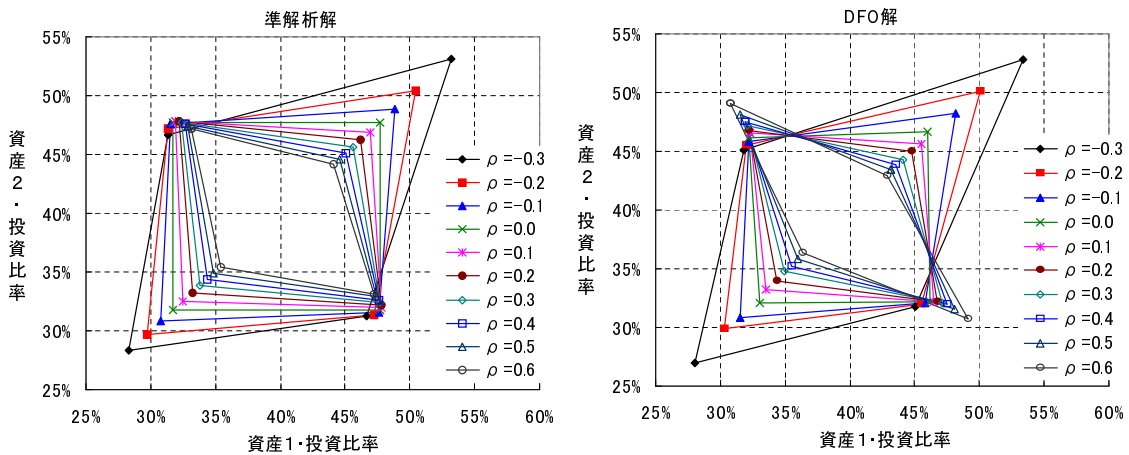 準解析解
55%
50%
45%
40%
35%
30%
25%
25% 30% 35% 40% 45% 50% 55% 60%
資産2・投資比率
資産1・投資比率
ρ=-0.3
ρ=-0.2
ρ=-0.1
ρ=0.0
ρ=0.1
ρ=0.2
ρ=0.3
ρ=0.4
ρ=0.5
ρ=0.6
DFO解
55%
50%
45%
40%
35%
30%
25%
25% 30% 35% 40% 45% 50% 55% 60%
資産2・投資比率
資産1・投資比率
ρ=-0.3
ρ=-0.2
ρ=-0.1
ρ=0.0
ρ=0.1
ρ=0.2
ρ=0.3
ρ=0.4
ρ=0.5
ρ=0.6